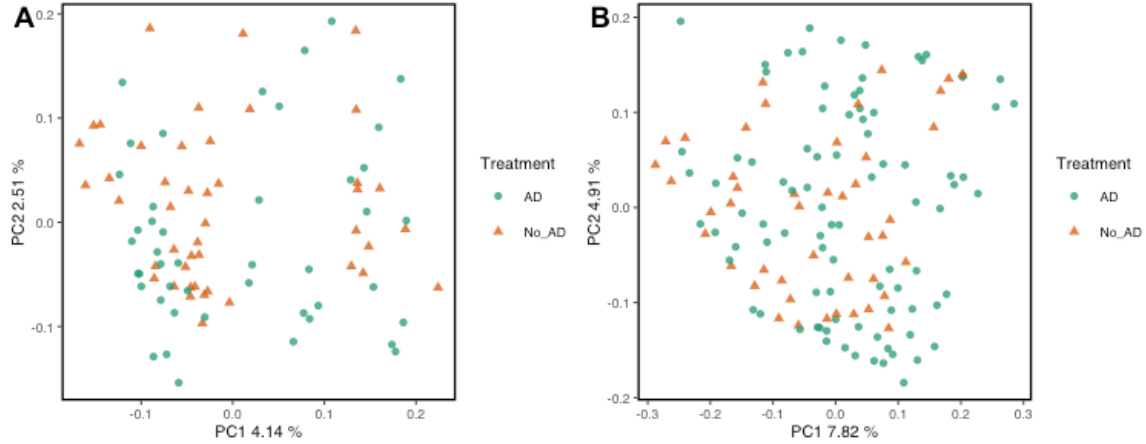 A
B
0.2
0.1
0.0
-0.1
PC2 2.51 %
-0.1
0.0
0.1
0.2
PC1 4.14 %
Treatment
AD
No_AD
0.2
0.1
0.0
-0.1
-0.2
PC2 4.91 %
-0.3
-0.2
-0.1
0.0
0.1
0.2
0.3
PC1 7.82 %
Treatment
AD
No_AD